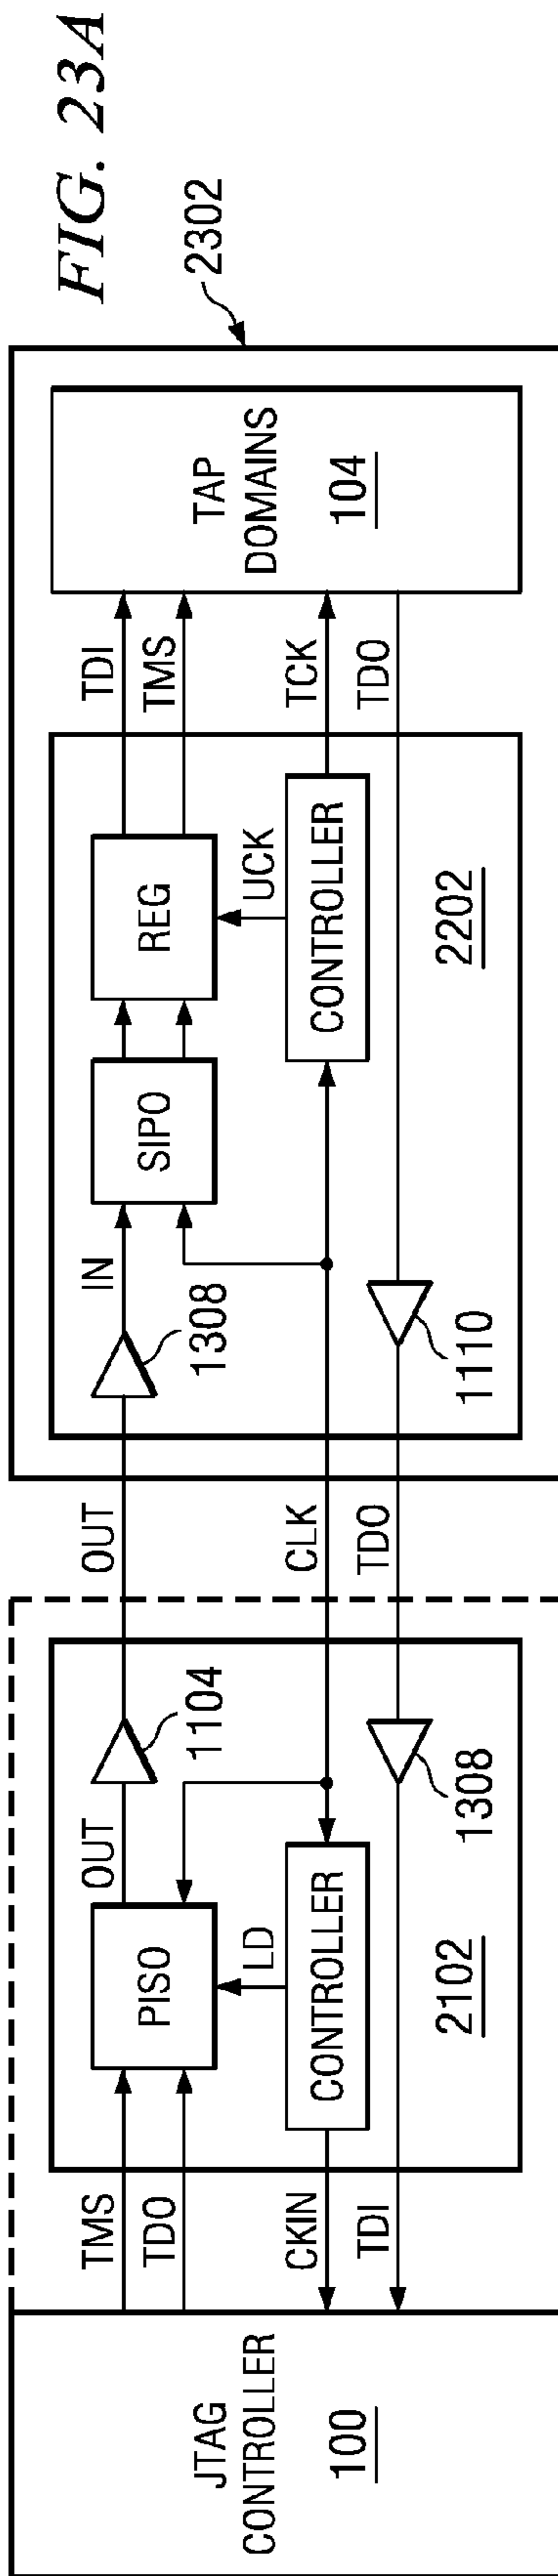 FIG. 23A
2302
JTAG
CONTROLLER
100
TMS
TDO
CKIN
TDI
PISO
LD
CONTROLLER
2102
OUT
1104
1308
OUT
CLK
TDO
IN
1308
SIPO
REG
UCK
CONTROLLER
2202
1110
TDI
TMS
TCK
TDO
TAP
DOMAINS
104